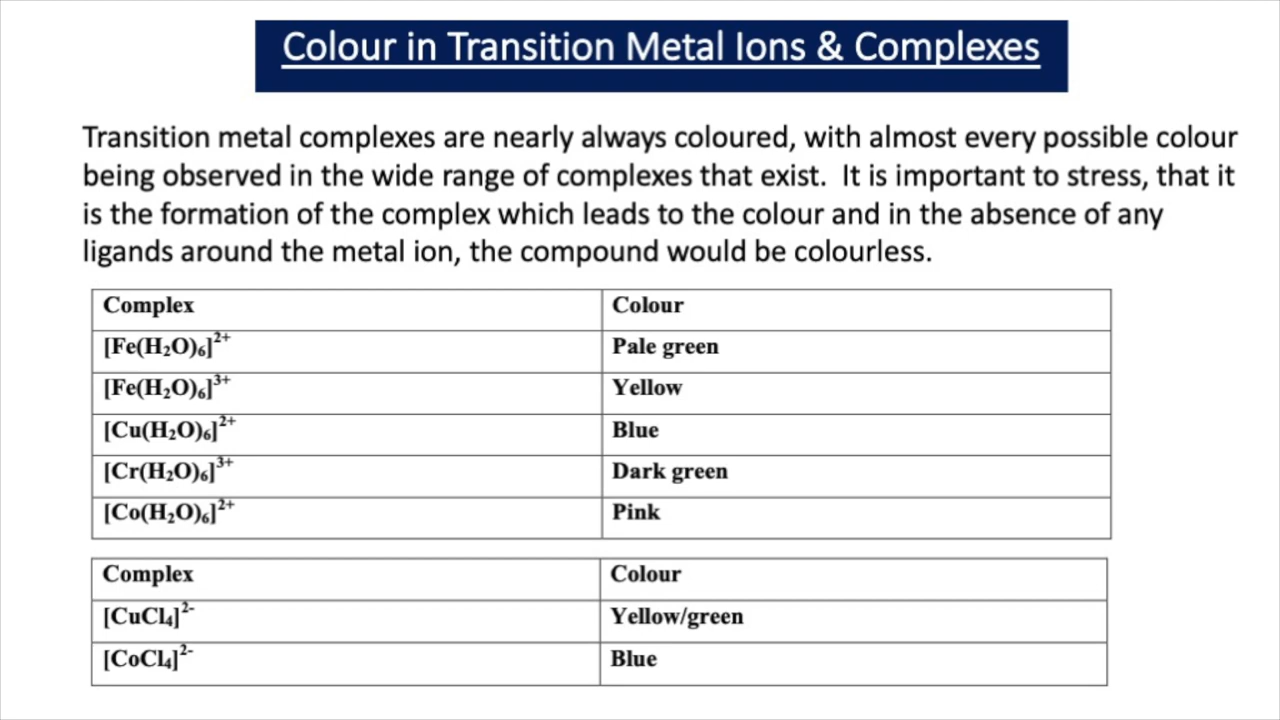 Colour in Transition Metal Ions & Complexes
Transition metal complexes are nearly always coloured, with almost every possible colour
being observed in the wide range of complexes that exist.  It is important to stress, that it
is the formation of the complex which leads to the colour and in the absence of any
ligands around the metal ion, the compound would be colourless.
Complex Colour
[Fe(H₂O)₆]²⁺ Pale green
[Fe(H₂O)₆]³⁺ Yellow
[Cu(H₂O)₆]²⁺ Blue
[Cr(H₂O)₆]³⁺ Dark green
[Co(H₂O)₆]²⁺ Pink
Complex Colour
[CuCl₄]²⁻ Yellow/green
[CoCl₄]²⁻ Blue